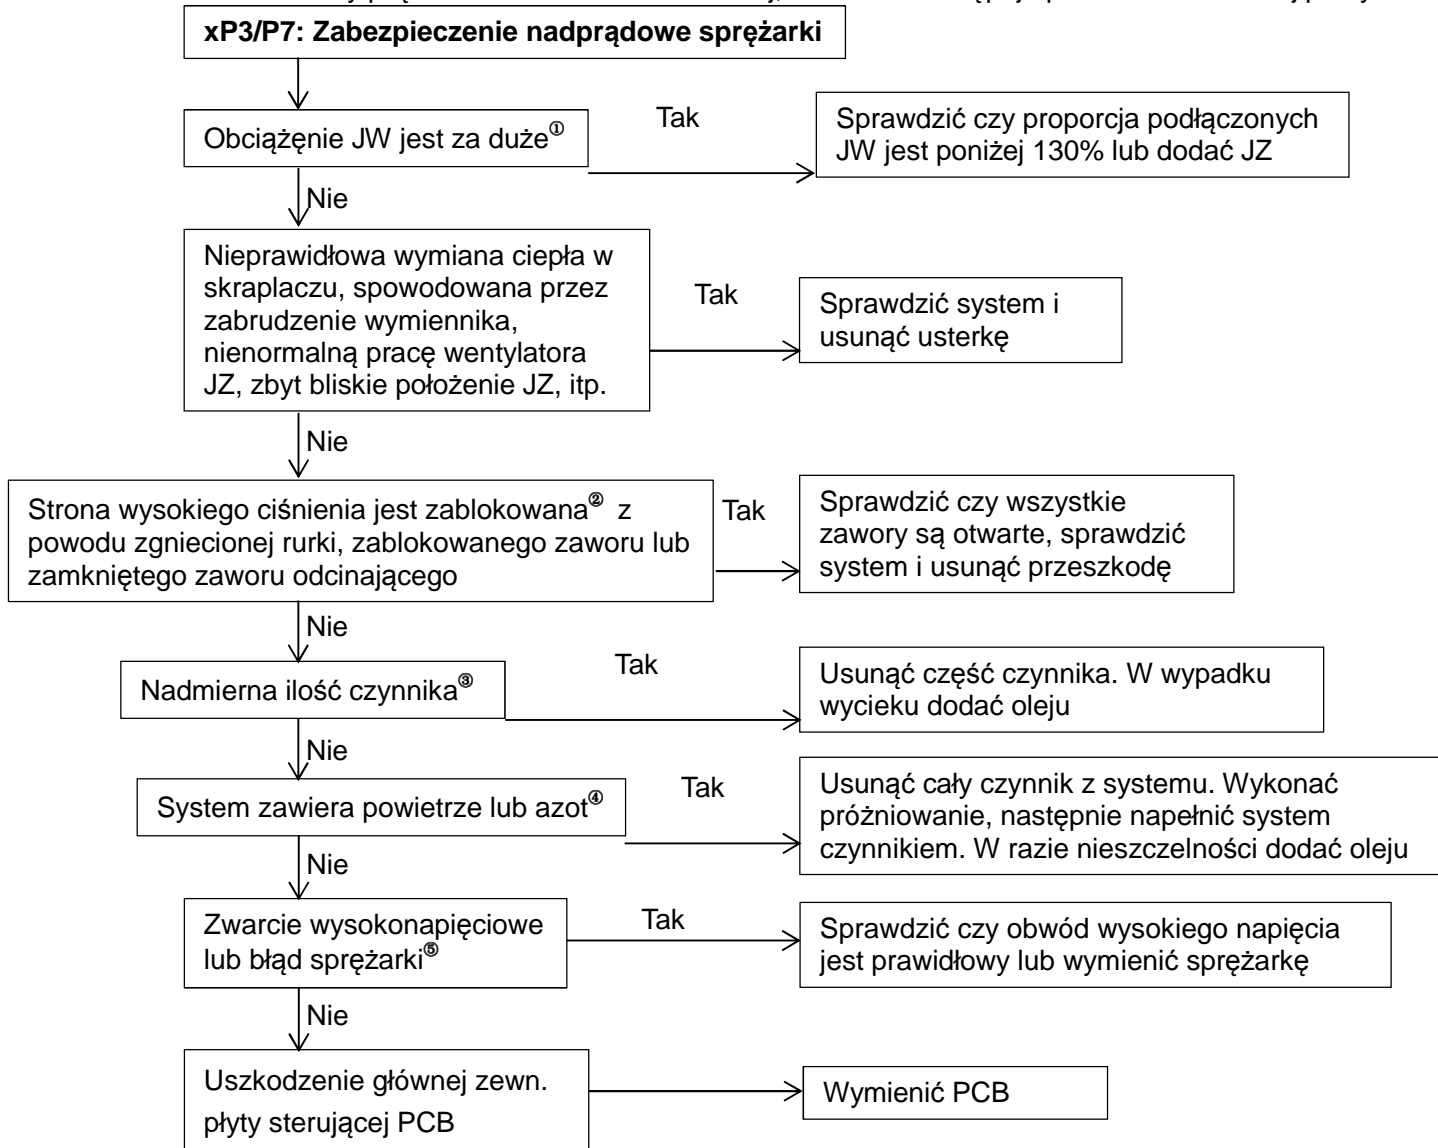 xP3/P7: Zabezpieczenie nadprądowe sprężarki
Obciążęnie JW jest za duże①
Tak
Sprawdzić czy proporcja podłączonych
JW jest poniżej 130% lub dodać JZ
Nie
Nieprawidłowa wymiana ciepła w
skraplaczu, spowodowana przez
zabrudzenie wymiennika,
nienormalną pracę wentylatora
JZ, zbyt bliskie położenie JZ, itp.
Tak
Sprawdzić system i
usunąć usterkę
Nie
Strona wysokiego ciśnienia jest zablokowana② z
powodu zgniecionej rurki, zablokowanego zaworu lub
zamkniętego zaworu odcinającego
Tak
Sprawdzić czy wszystkie
zawory są otwarte, sprawdzić
system i usunąć przeszkodę
Nie
Nadmierna ilość czynnika③
Tak
Usunąć część czynnika. W wypadku
wycieku dodać oleju
Nie
System zawiera powietrze lub azot④
Tak
Usunąć cały czynnik z systemu. Wykonać
próżniowanie, następnie napełnić system
czynnikiem. W razie nieszczelności dodać oleju
Nie
Zwarcie wysokonapięciowe
lub błąd sprężarki⑤
Tak
Sprawdzić czy obwód wysokiego napięcia
jest prawidłowy lub wymienić sprężarkę
Nie
Uszkodzenie głównej zewn.
płyty sterującej PCB
Wymienić PCB